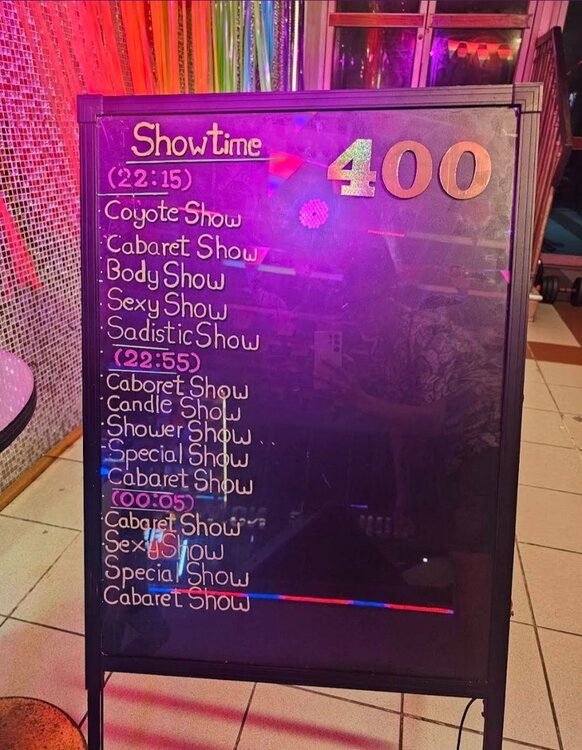 Showtime
400
(22:15)
Coyote Show
Cabaret Show
Body Show
Sexy Show
Sadistic Show
(22:55)
Caboret Show
Candle Show
Shower Show
Special Show
Cabaret Show
(00:05)
Cabaret Show
Sexy Show
Special Show
Cabaret Show